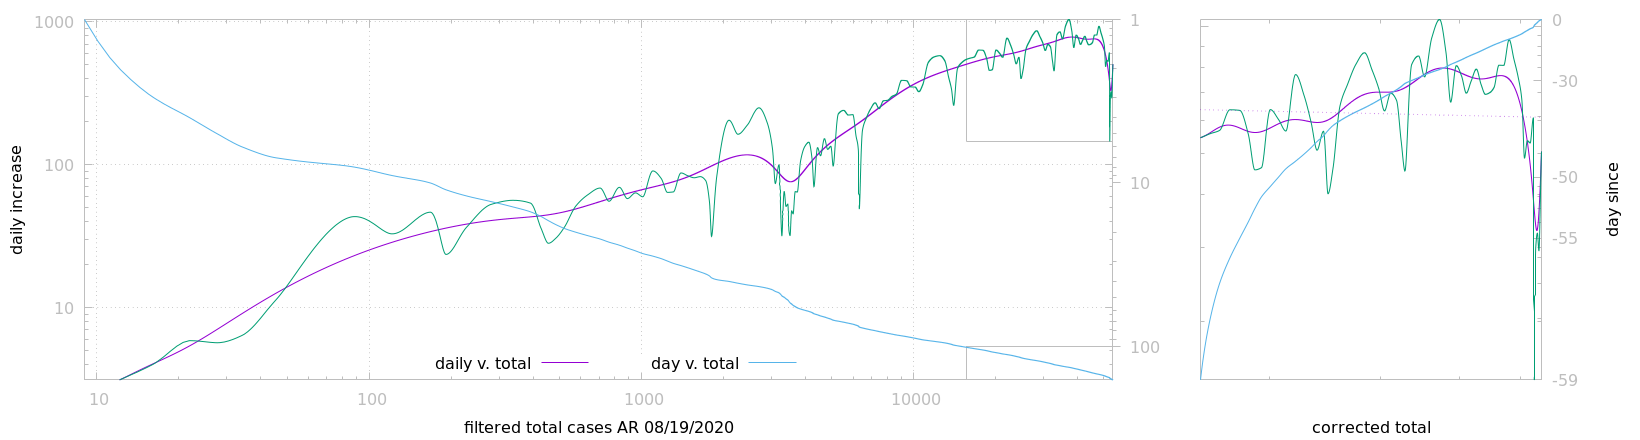 1000
100
10
daily increase
10
100
1000
10000
filtered total cases AR 08/19/2020
daily v. total
day v. total
1
10
100
0
-30
-50
-55
-59
day since
corrected total